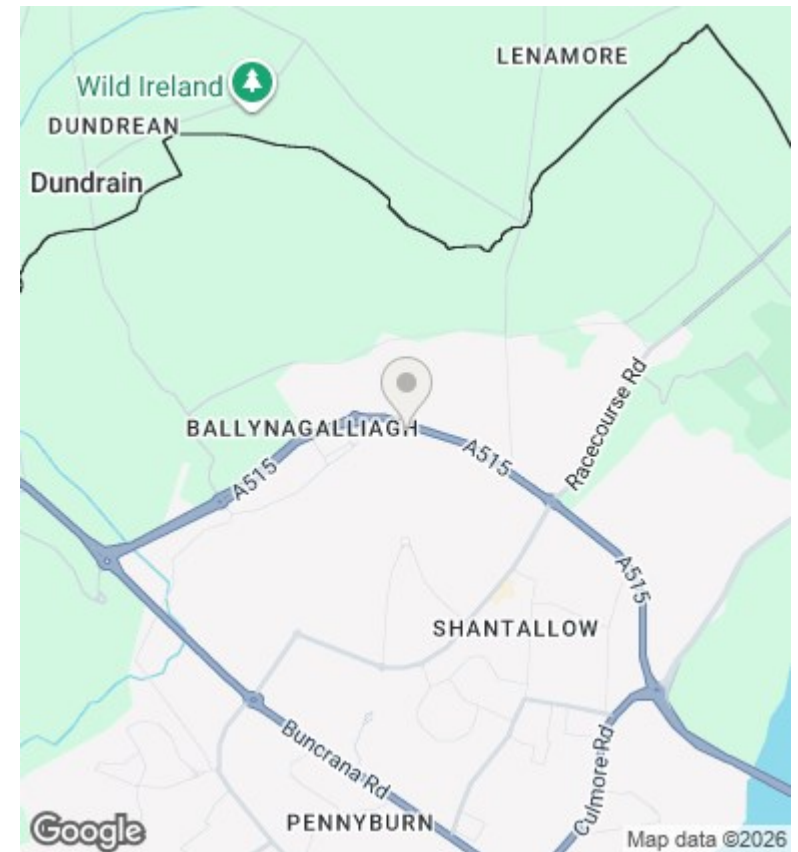 LENAMORE
Wild Ireland
DUNDREAN
Dundrain
Racecourse Rd
BALLYNAGALLIAGH
A515
A515
A515
SHANTALLOW
Buncrana Rd
Culmore Rd
PENNYBURN
Google
Map data ©2026